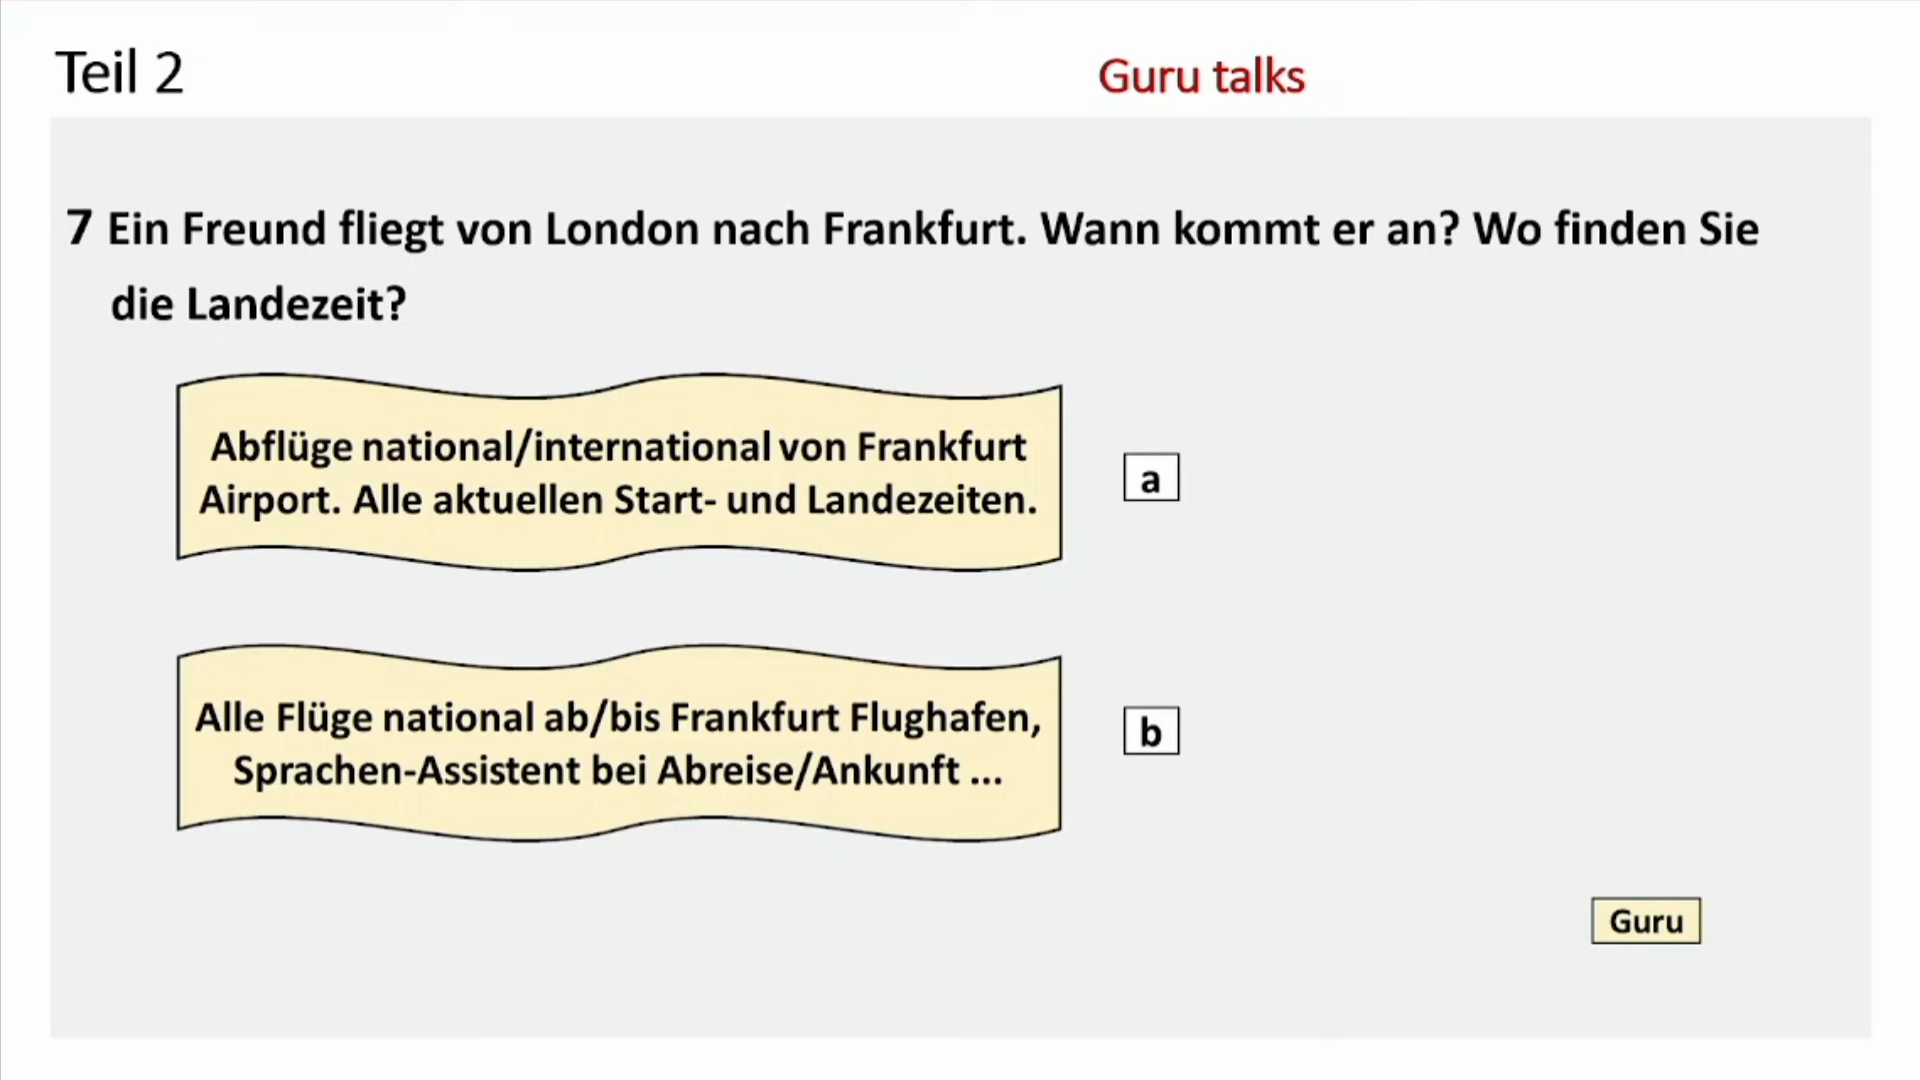 Teil 2
Guru talks
7 Ein Freund fliegt von London nach Frankfurt. Wann kommt er an? Wo finden Sie
die Landezeit?
Abflüge national/international von Frankfurt
Airport. Alle aktuellen Start- und Landezeiten.
a
Alle Flüge national ab/bis Frankfurt Flughafen,
Sprachen-Assistent bei Abreise/Ankunft ...
b
Guru